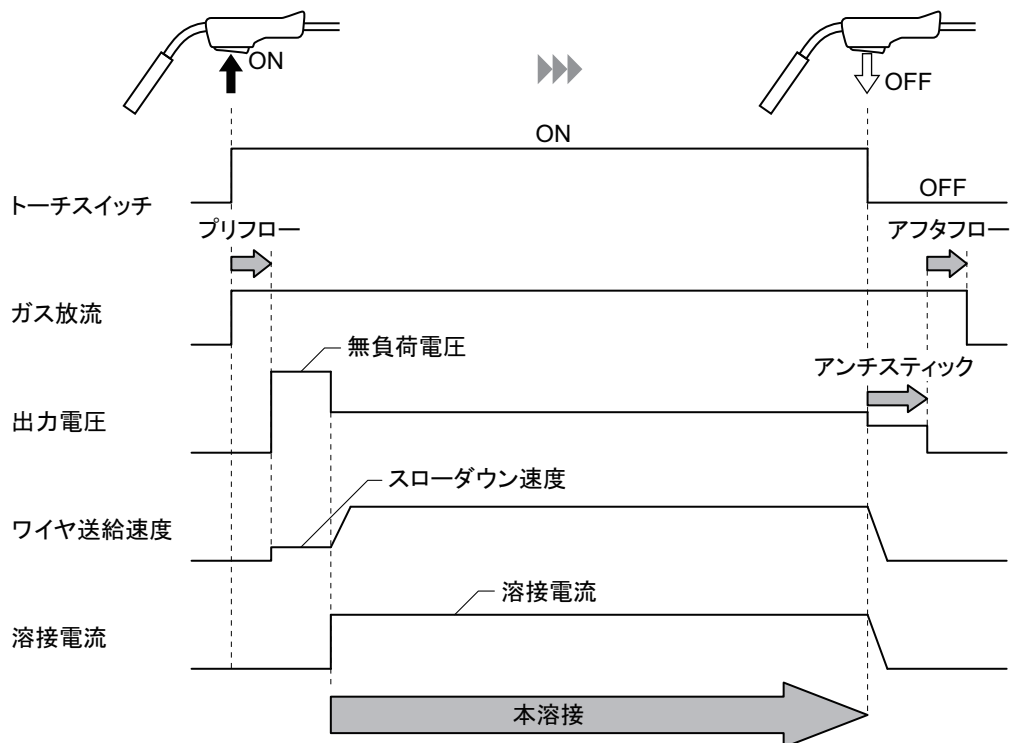 ON
OFF
ON
トーチスイッチ
OFF
プリフロー
アフタフロー
ガス放流
無負荷電圧
アンチスティック
出力電圧
スローダウン速度
ワイヤ送給速度
溶接電流
溶接電流
本溶接